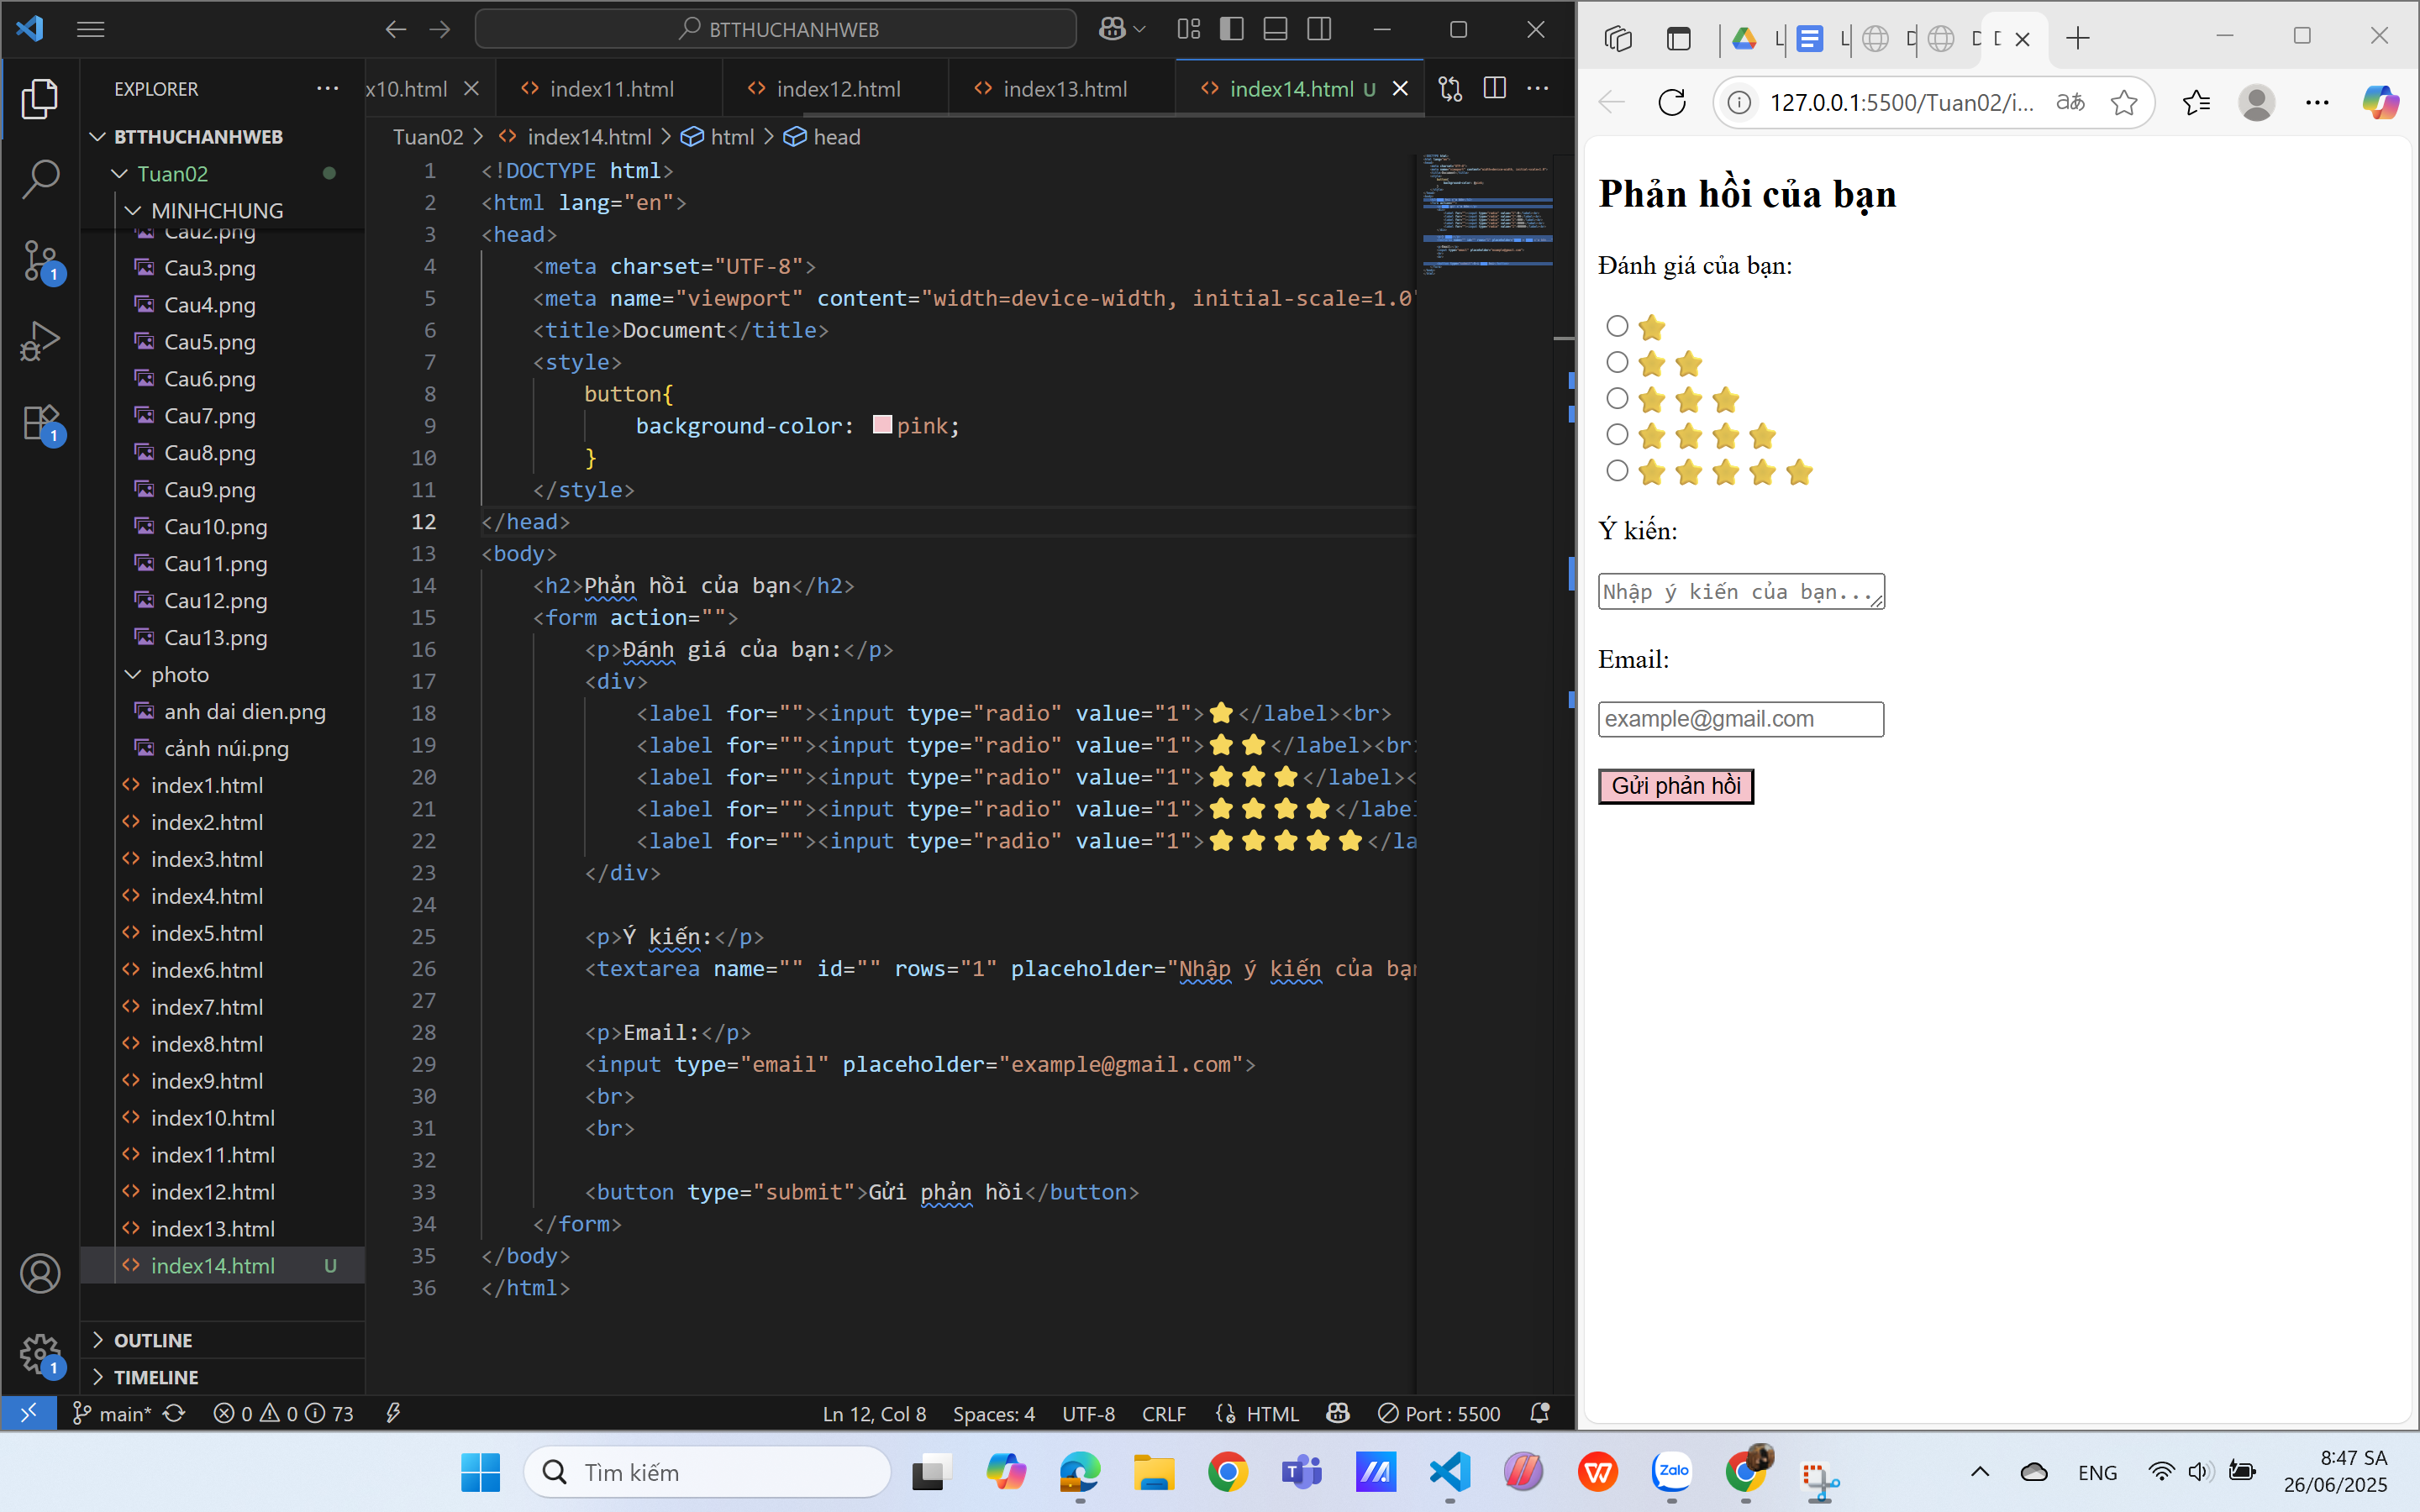 BTTHUCHANHWEB
EXPLORER
BTTHUCHANHWEB
Tuan02
MINHCHUNG
Cau2.png
Cau3.png
Cau4.png
Cau5.png
Cau6.png
Cau7.png
Cau8.png
Cau9.png
Cau10.png
Cau11.png
Cau12.png
Cau13.png
photo
anh dai dien.png
cảnh núi.png
index1.html
index2.html
index3.html
index4.html
index5.html
index6.html
index7.html
index8.html
index9.html
index10.html
index11.html
index12.html
index13.html
index14.html U
OUTLINE
TIMELINE
x10.html index11.html index12.html index13.html index14.html U
Tuan02 > index14.html > html > head
1 <!DOCTYPE html>
2 <html lang="en">
3 <head>
4 <meta charset="UTF-8">
5 <meta name="viewport" content="width=device-width, initial-scale=1.0"
6 <title>Document</title>
7 <style>
8 button{
9 background-color: pink;
10 }
11 </style>
12 </head>
13 <body>
14 <h2>Phản hồi của bạn</h2>
15 <form action="">
16 <p>Đánh giá của bạn:</p>
17 <div>
18 <label for=""><input type="radio" value="1">⭐</label><br>
19 <label for=""><input type="radio" value="1">⭐⭐</label><br>
20 <label for=""><input type="radio" value="1">⭐⭐⭐</label><
21 <label for=""><input type="radio" value="1">⭐⭐⭐⭐</label
22 <label for=""><input type="radio" value="1">⭐⭐⭐⭐⭐</la
23 </div>
24
25 <p>Ý kiến:</p>
26 <textarea name="" id="" rows="1" placeholder="Nhập ý kiến của bạn
27
28 <p>Email:</p>
29 <input type="email" placeholder="example@gmail.com">
30 <br>
31 <br>
32
33 <button type="submit">Gửi phản hồi</button>
34 </form>
35 </body>
36 </html>
1
1
1
main* 0 0 73 Ln 12, Col 8 Spaces: 4 UTF-8 CRLF HTML Port : 5500
L L D D D
127.0.0.1:5500/Tuan02/i...
Phản hồi của bạn
Đánh giá của bạn:
⭐
⭐⭐
⭐⭐⭐
⭐⭐⭐⭐
⭐⭐⭐⭐⭐
Ý kiến:
Nhập ý kiến của bạn...
Email:
example@gmail.com
Gửi phản hồi
Tìm kiếm
Zalo
ENG
8:47 SA
26/06/2025